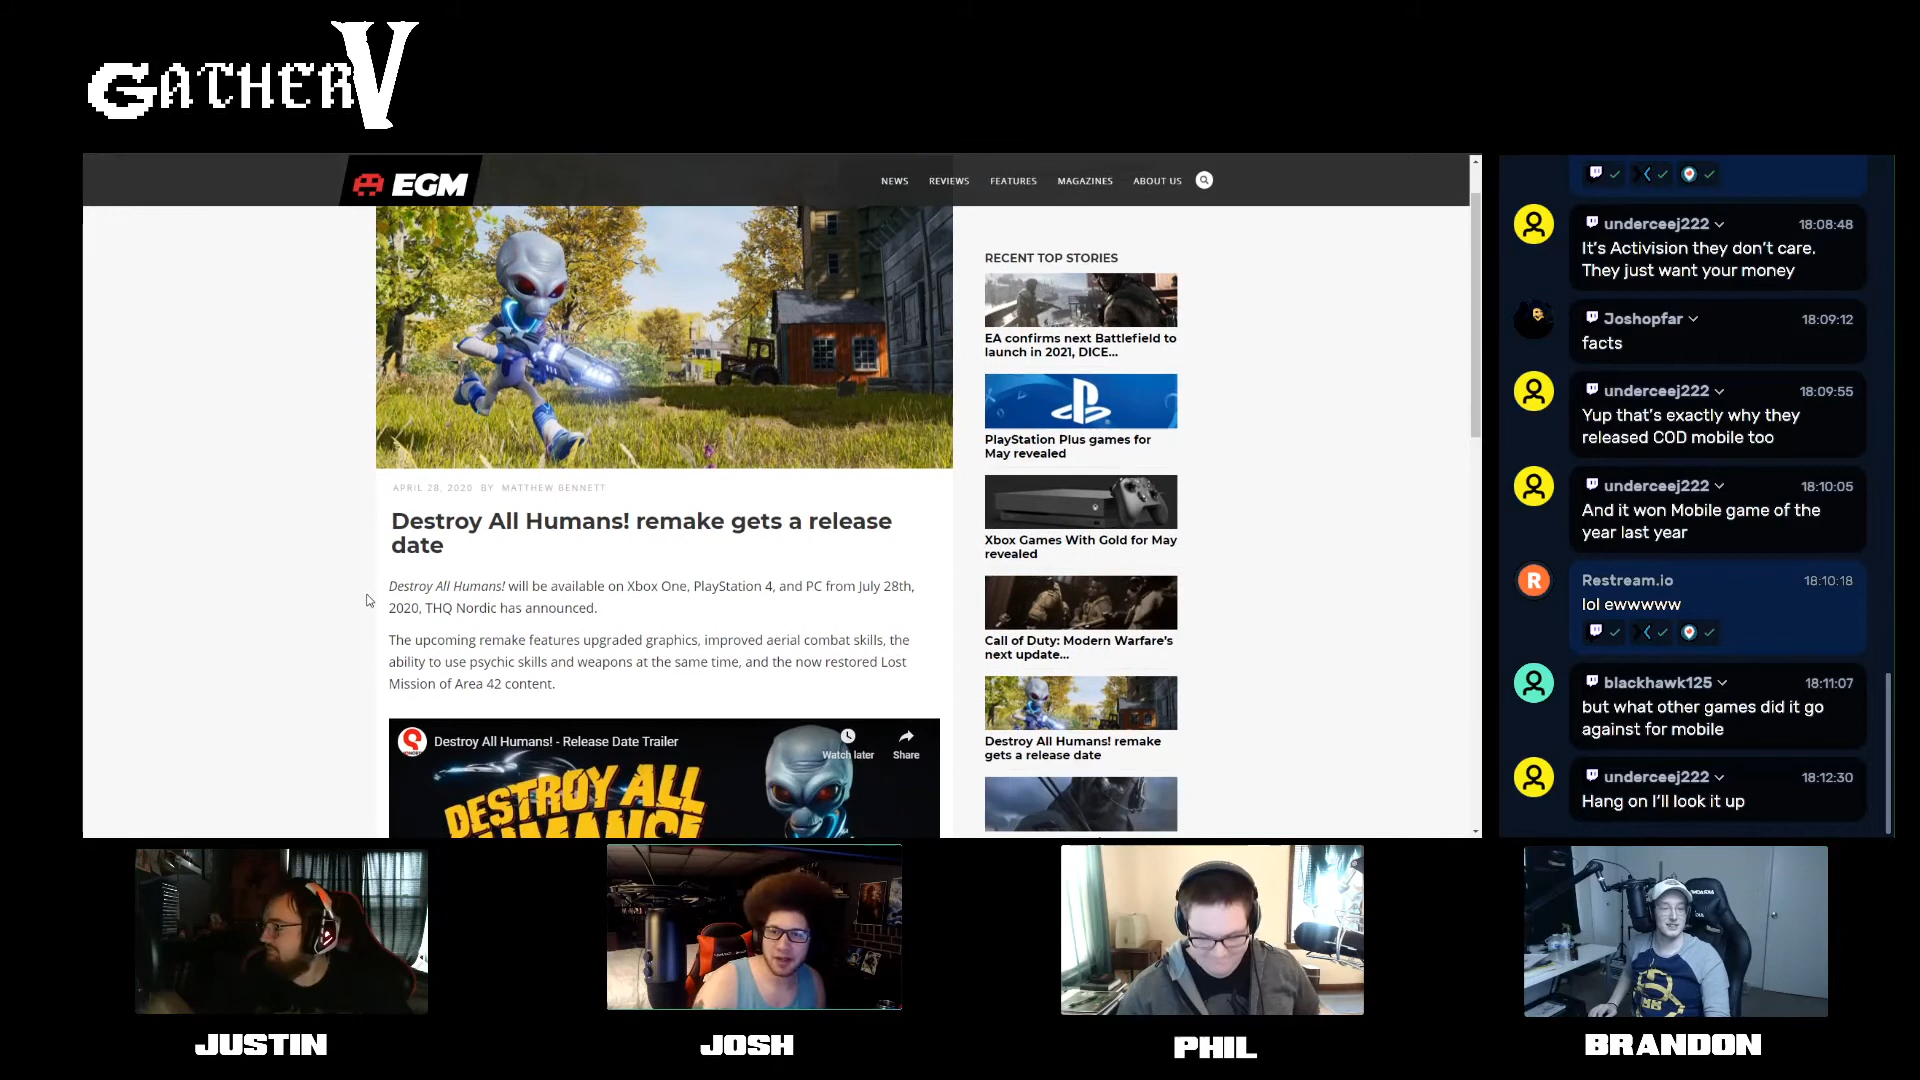 GATHERV
EGM
NEWS REVIEWS FEATURES MAGAZINES ABOUT US
APRIL 28, 2020 BY MATTHEW BENNETT
Destroy All Humans! remake gets a release
date
Destroy All Humans! will be available on Xbox One, PlayStation 4, and PC from July 28th,
2020, THQ Nordic has announced.
The upcoming remake features upgraded graphics, improved aerial combat skills, the
ability to use psychic skills and weapons at the same time, and the now restored Lost
Mission of Area 42 content.
Destroy All Humans! - Release Date Trailer
Watch later
Share
DESTROY ALL
HUMANS!
RECENT TOP STORIES
EA confirms next Battlefield to
launch in 2021, DICE...
PlayStation Plus games for
May revealed
Xbox Games With Gold for May
revealed
Call of Duty: Modern Warfare's
next update...
Destroy All Humans! remake
gets a release date
underceej222 18:08:48
It's Activision they don't care.
They just want your money
Joshopfar 18:09:12
facts
underceej222 18:09:55
Yup that's exactly why they
released COD mobile too
underceej222 18:10:05
And it won Mobile game of the
year last year
R
Restream.io 18:10:18
lol ewwwww
blackhawk125 18:11:07
but what other games did it go
against for mobile
underceej222 18:12:30
Hang on I'll look it up
JUSTIN
JOSH
PHIL
BRANDON